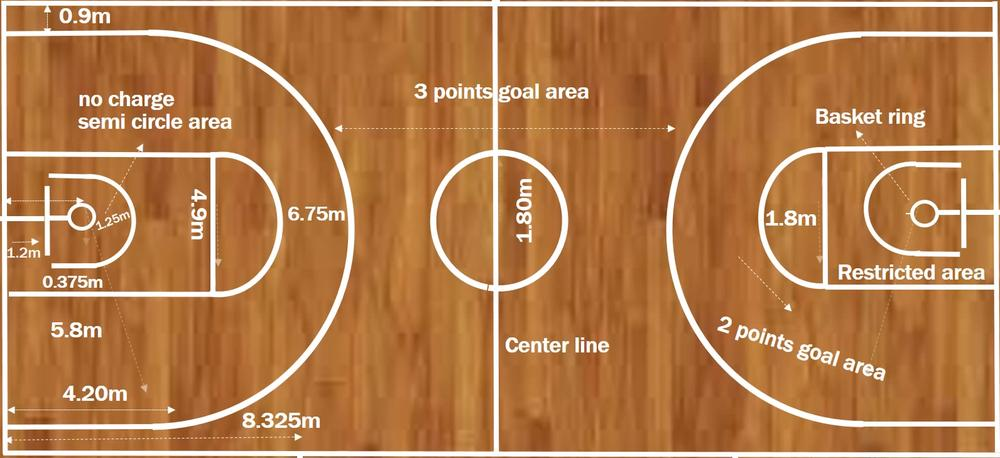 0.9m
no charge
semi circle area
3 points goal area
Basket ring
4.9m
1.25m
6.75m
1.80m
1.8m
1.2m
0.375m
Restricted area
5.8m
2 points goal area
Center line
4.20m
8.325m